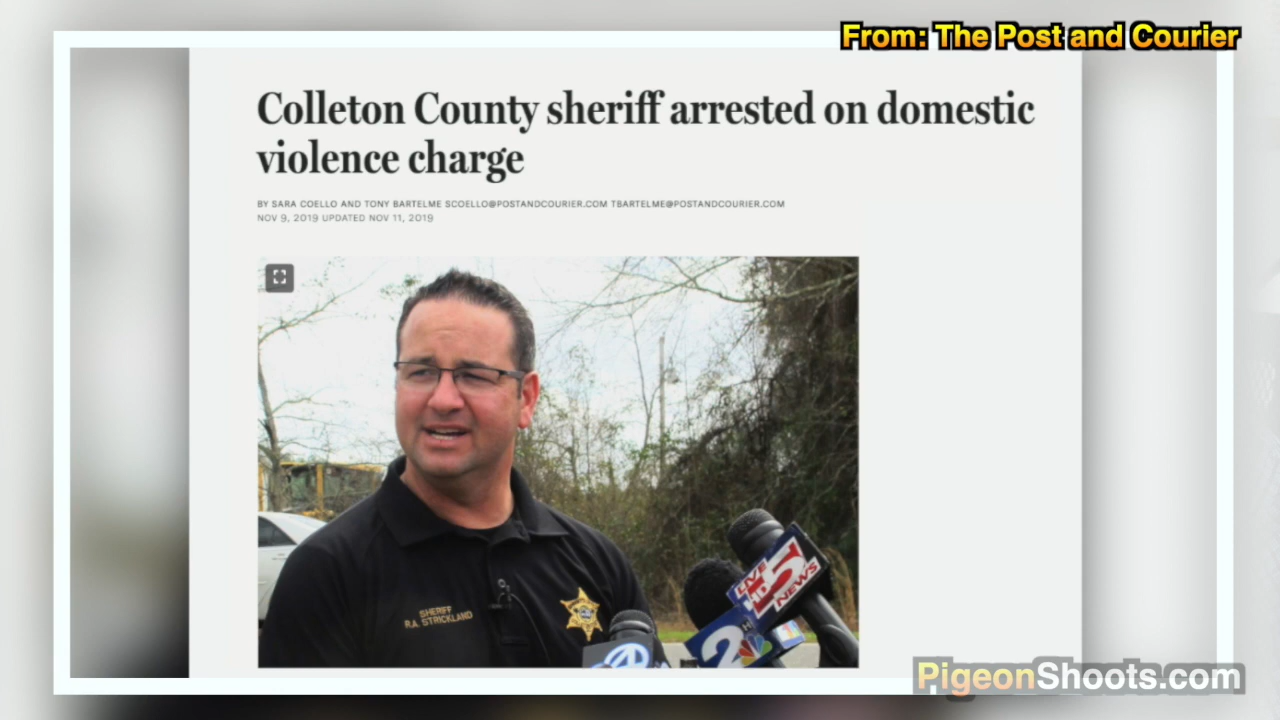 From: The Post and Courier
Colleton County sheriff arrested on domestic
violence charge
BY SARA COELLO AND TONY BARTELME SCOELLO@POSTANDCOURIER.COM TBARTELME@POSTANDCOURIER.COM
NOV 9, 2019 UPDATED NOV 11, 2019
SHERIFF
R.A. STRICKLAND
LIVE
HD
5
NEWS
2
4
PigeonShoots.com